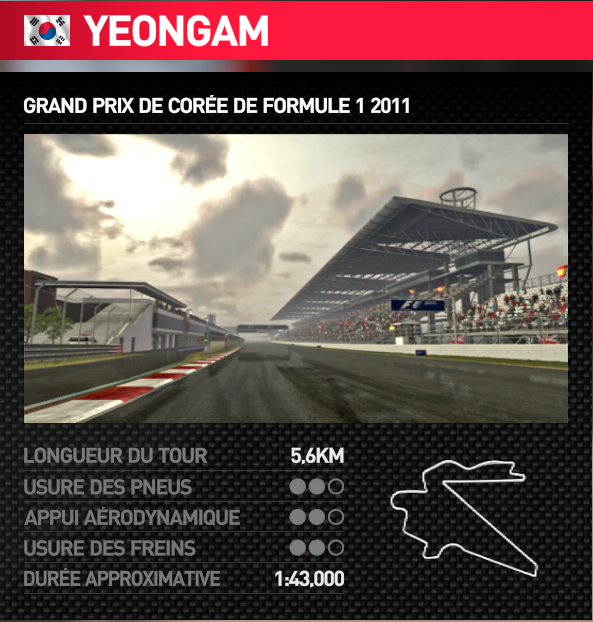 YEONGAM
GRAND PRIX DE CORÉE DE FORMULE 1 2011
LONGUEUR DU TOUR 5,6KM
USURE DES PNEUS
APPUI AÉRODYNAMIQUE
USURE DES FREINS
DURÉE APPROXIMATIVE 1:43,000